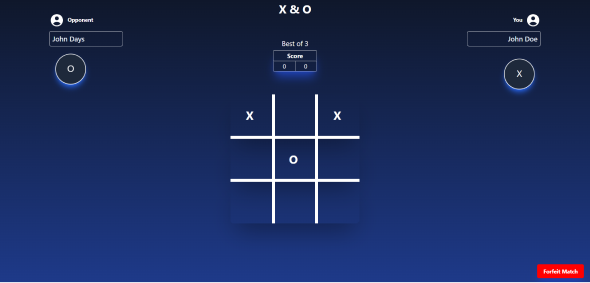 X & O
Opponent
You
John Days
John Doe
Best of 3
Score
0 0
O
X
X X
O
Forfeit Match